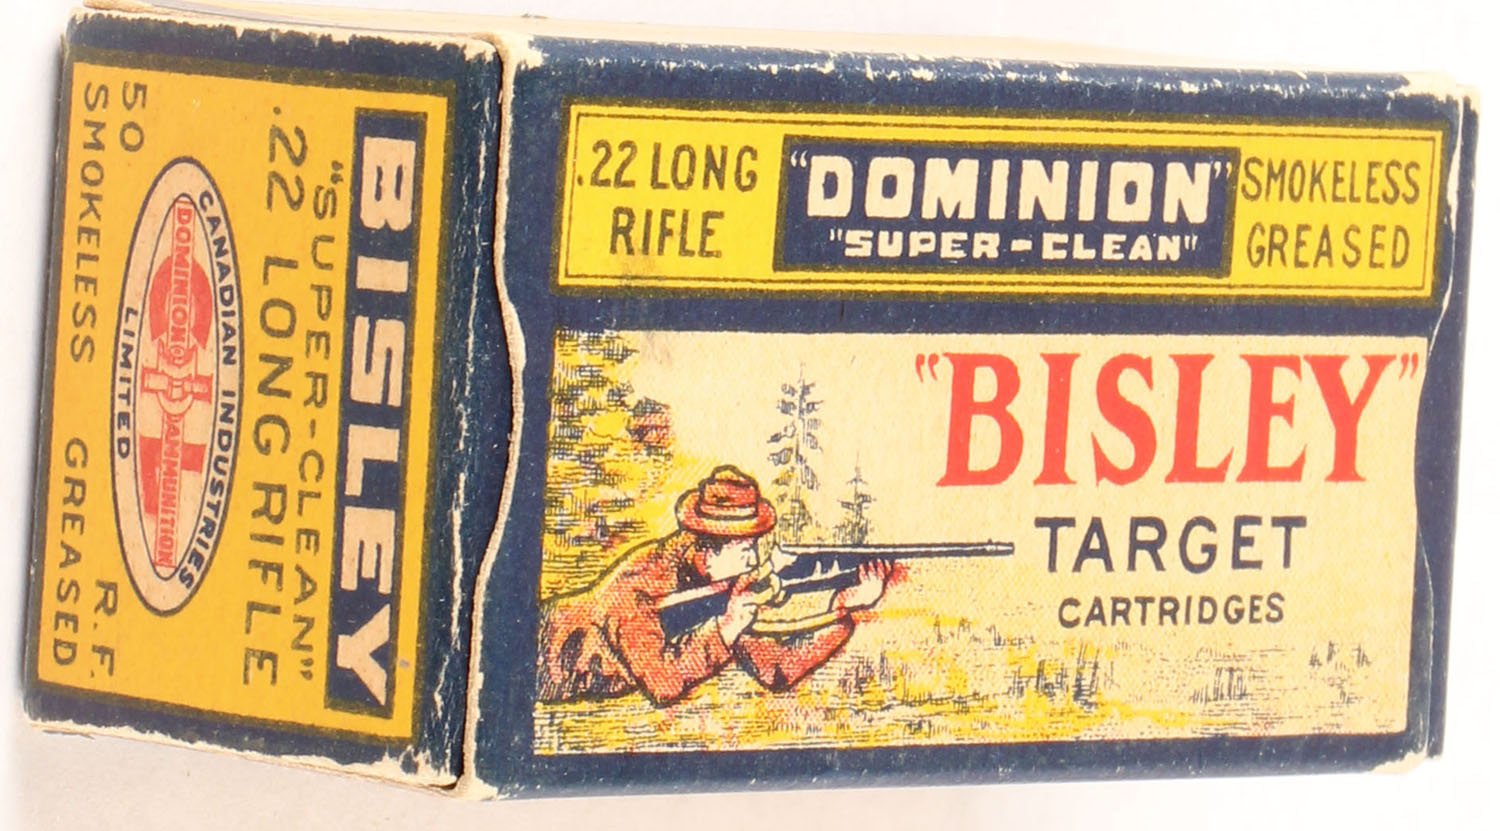 .22 LONG
RIFLE
"DOMINION"
"SUPER-CLEAN"
SMOKELESS
GREASED
"BISLEY"
TARGET
CARTRIDGES
BISLEY
"SUPER-CLEAN"
.22 LONG RIFLE
CANADIAN INDUSTRIES
DOMINION AMMUNITION
LIMITED
50 R.F.
SMOKELESS GREASED